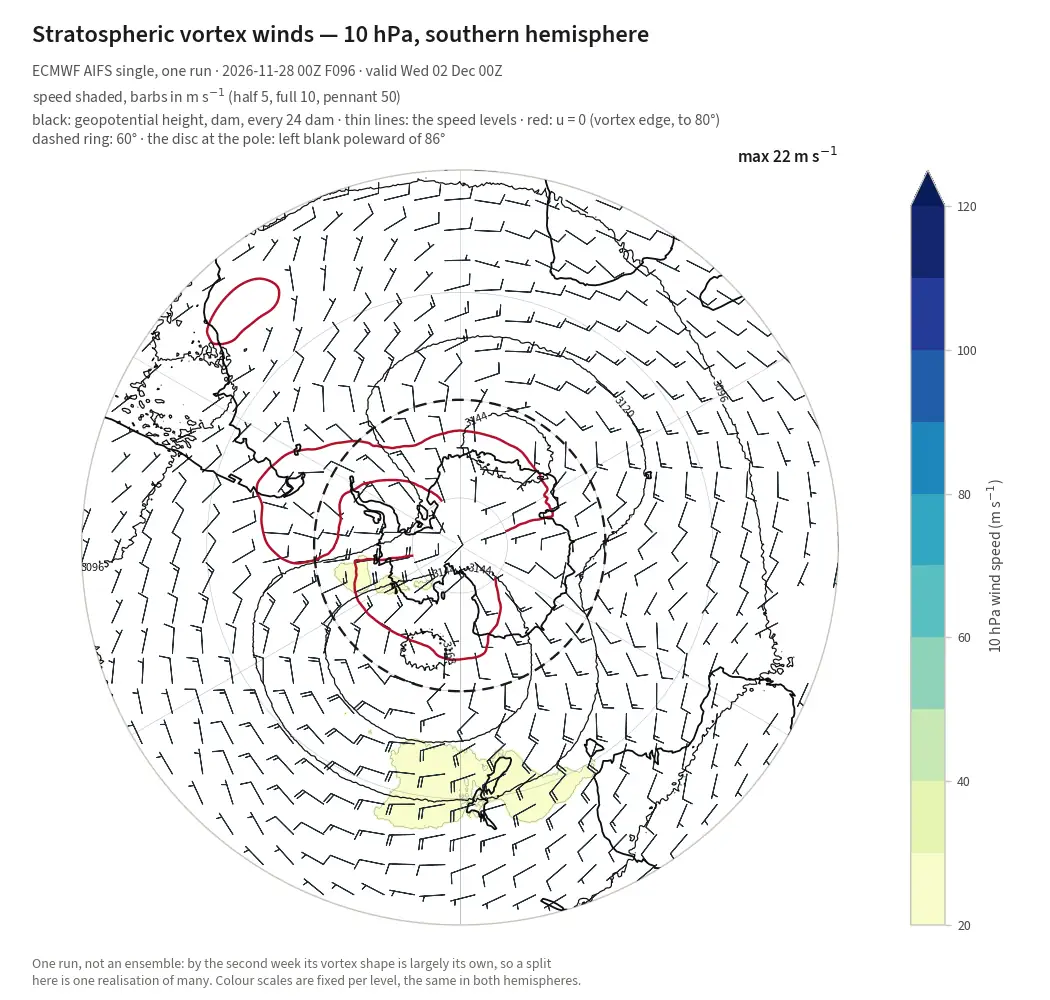 Stratospheric vortex winds — 10 hPa, southern hemisphere
ECMWF AIFS single, one run · 2026-11-28 00Z F096 · valid Wed 02 Dec 00Z
speed shaded, barbs in m s⁻¹ (half 5, full 10, pennant 50)
black: geopotential height, dam, every 24 dam · thin lines: the speed levels · red: u = 0 (vortex edge, to 80°)
dashed ring: 60° · the disc at the pole: left blank poleward of 86°
max 22 m s⁻¹
120
100
80
60
40
20
10 hPa wind speed (m s⁻¹)
3096
3120
3144
3096
3144
One run, not an ensemble: by the second week its vortex shape is largely its own, so a split
here is one realisation of many. Colour scales are fixed per level, the same in both hemispheres.